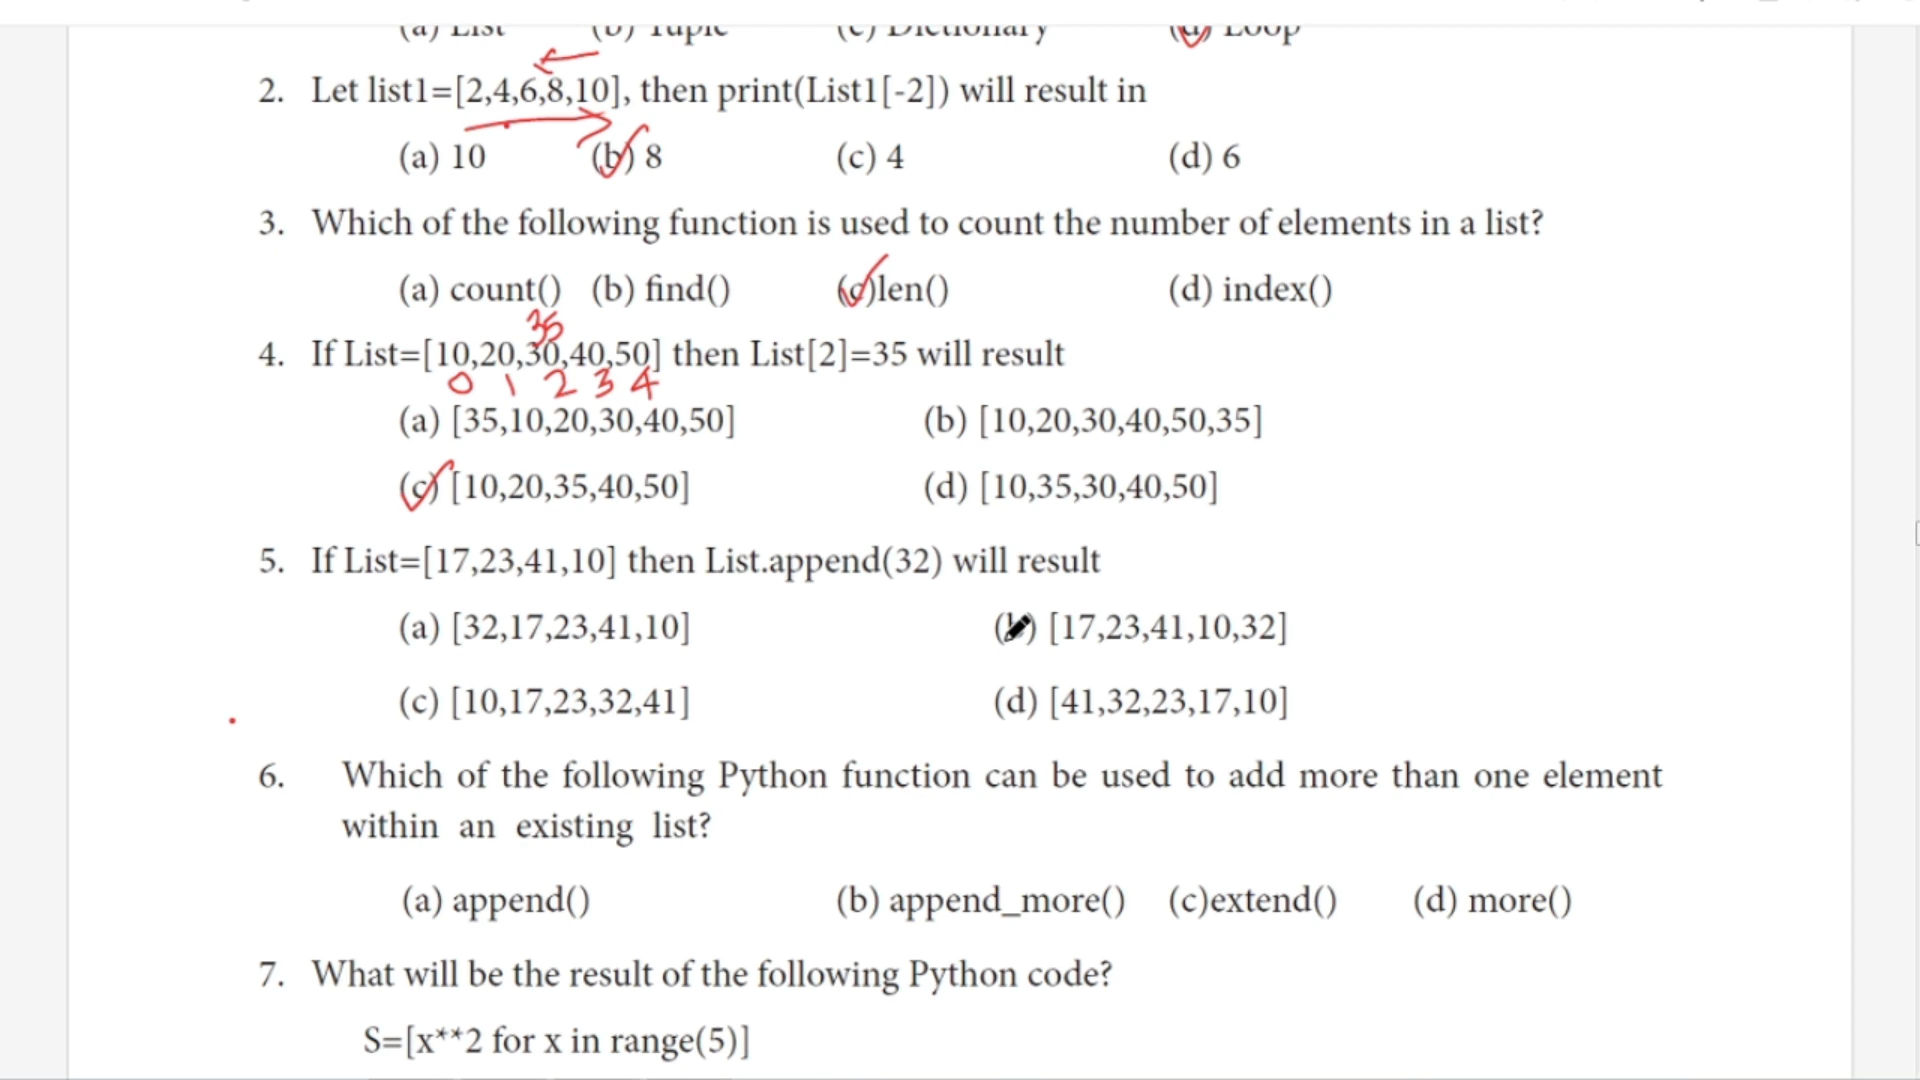 (a) List (b) Tuple (c) Dictionary (d) Loop
2. Let list1=[2,4,6,8,10], then print(List1[-2]) will result in
(a) 10 (b) 8 (c) 4 (d) 6
3. Which of the following function is used to count the number of elements in a list?
(a) count() (b) find() (c)len() (d) index()
35
4. If List=[10,20,30,40,50] then List[2]=35 will result
0 1 2 3 4
(a) [35,10,20,30,40,50] (b) [10,20,30,40,50,35]
(c) [10,20,35,40,50] (d) [10,35,30,40,50]
5. If List=[17,23,41,10] then List.append(32) will result
(a) [32,17,23,41,10] (b) [17,23,41,10,32]
(c) [10,17,23,32,41] (d) [41,32,23,17,10]
6. Which of the following Python function can be used to add more than one element
within an existing list?
(a) append() (b) append_more() (c)extend() (d) more()
7. What will be the result of the following Python code?
S=[x**2 for x in range(5)]